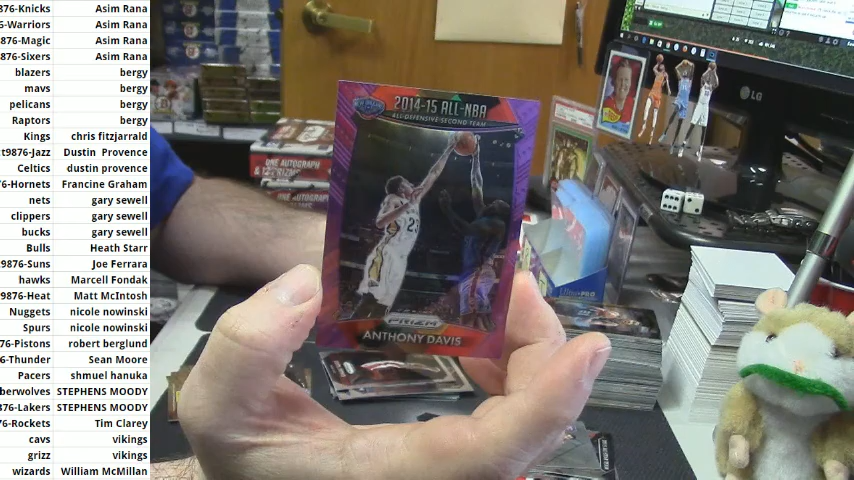 876-Knicks Asim Rana
6-Warriors Asim Rana
876-Magic Asim Rana
876-Sixers Asim Rana
blazers bergy
mavs bergy
pelicans bergy
Raptors bergy
Kings chris fitzjarrald
t9876-Jazz Dustin Provence
Celtics dustin provence
76-Hornets Francine Graham
nets gary sewell
clippers gary sewell
bucks gary sewell
Bulls Heath Starr
9876-Suns Joe Ferrara
hawks Marcell Fondak
9876-Heat Matt McIntosh
Nuggets nicole nowinski
Spurs nicole nowinski
76-Pistons robert berglund
6-Thunder Sean Moore
Pacers shmuel hanuka
berwolves STEPHENS MOODY
876-Lakers STEPHENS MOODY
76-Rockets Tim Clarey
cavs vikings
grizz vikings
wizards William McMillan
2014-15 ALL-NBA
ALL-DEFENSIVE SECOND TEAM
23
PRIZM
ANTHONY DAVIS
ONE AUTOGRAPH
LG